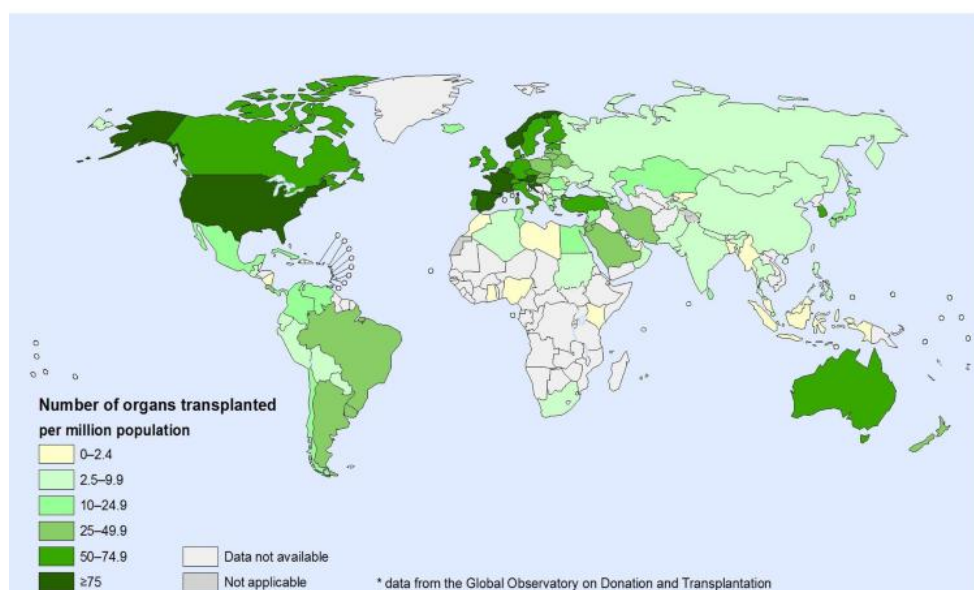 Number of organs transplanted
per million population
0–2.4
2.5–9.9
10–24.9
25–49.9
50–74.9
≥75
Data not available
Not applicable
* data from the Global Observatory on Donation and Transplantation